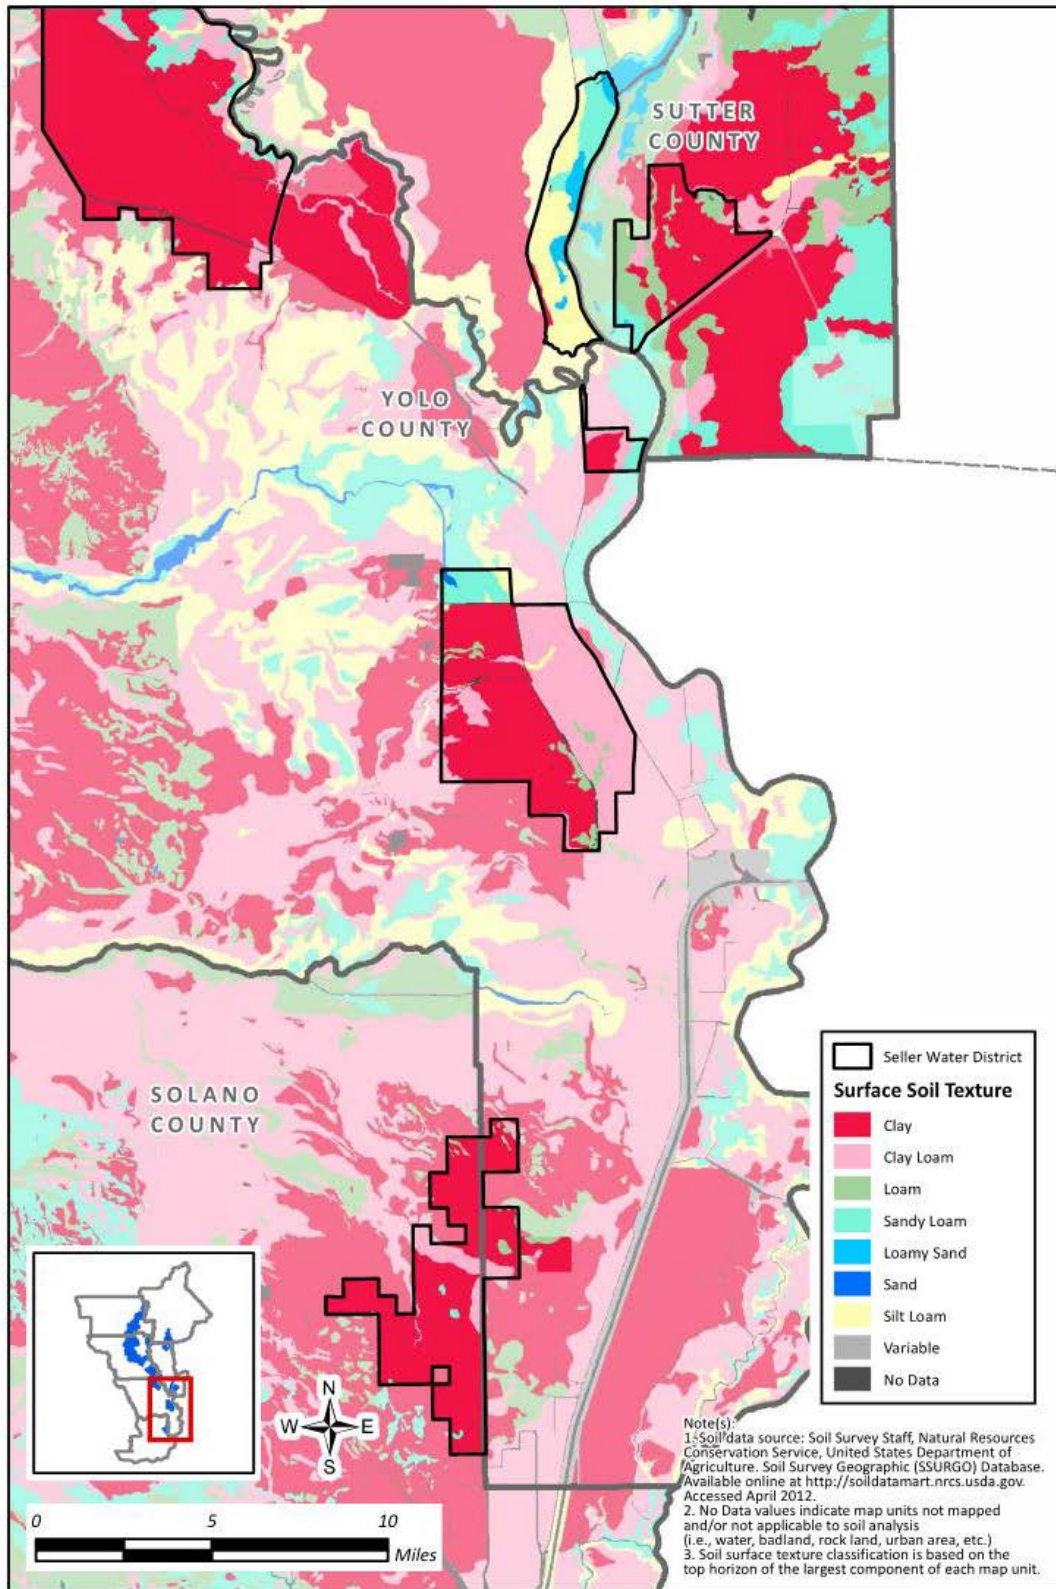 SUTTER
COUNTY
YOLO
COUNTY
SOLANO
COUNTY
Seller Water District
Surface Soil Texture
Clay
Clay Loam
Loam
Sandy Loam
Loamy Sand
Sand
Silt Loam
Variable
No Data
N
W E
S
0 5 10
Miles
Note(s):
1. Soil data source: Soil Survey Staff, Natural Resources
Conservation Service, United States Department of
Agriculture. Soil Survey Geographic (SSURGO) Database.
Available online at http://soildatamart.nrcs.usda.gov.
Accessed April 2012.
2. No Data values indicate map units not mapped
and/or not applicable to soil analysis
(i.e., water, badland, rock land, urban area, etc.)
3. Soil surface texture classification is based on the
top horizon of the largest component of each map unit.